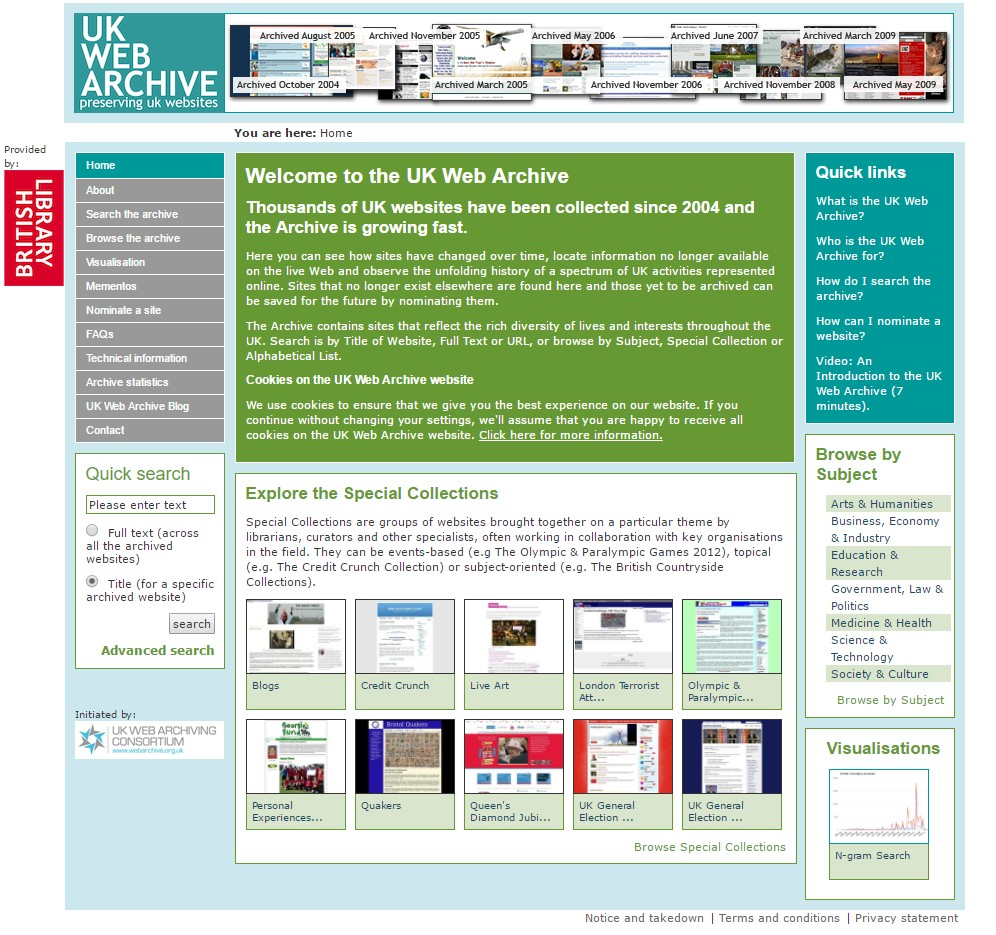 UK
WEB
ARCHIVE
preserving uk websites
Archived August 2005
Archived November 2005
Archived May 2006
Archived June 2007
Archived March 2009
Archived October 2004
Archived March 2005
Archived November 2006
Archived November 2008
Archived May 2009
You are here: Home
Provided
by:
BRITISH
LIBRARY
Home
About
Search the archive
Browse the archive
Visualisation
Mementos
Nominate a site
FAQs
Technical information
Archive statistics
UK Web Archive Blog
Contact
Quick search
Please enter text
Full text (across
all the archived
websites)
Title (for a specific
archived website)
search
Advanced search
Initiated by:
UK WEB ARCHIVING
CONSORTIUM
www.webarchive.org.uk
Welcome to the UK Web Archive
Thousands of UK websites have been collected since 2004 and
the Archive is growing fast.
Here you can see how sites have changed over time, locate information no longer available
on the live Web and observe the unfolding history of a spectrum of UK activities represented
online. Sites that no longer exist elsewhere are found here and those yet to be archived can
be saved for the future by nominating them.
The Archive contains sites that reflect the rich diversity of lives and interests throughout the
UK. Search is by Title of Website, Full Text or URL, or browse by Subject, Special Collection or
Alphabetical List.
Cookies on the UK Web Archive website
We use cookies to ensure that we give you the best experience on our website. If you
continue without changing your settings, we'll assume that you are happy to receive all
cookies on the UK Web Archive website. Click here for more information.
Explore the Special Collections
Special Collections are groups of websites brought together on a particular theme by
librarians, curators and other specialists, often working in collaboration with key organisations
in the field. They can be events-based (e.g The Olympic & Paralympic Games 2012), topical
(e.g. The Credit Crunch Collection) or subject-oriented (e.g. The British Countryside
Collections).
Blogs
Credit Crunch
Live Art
London Terrorist
Att...
Olympic &
Paralympic...
Bristol Quakers
Personal
Experiences...
Quakers
Queen's
Diamond Jubi...
UK General
Election ...
UK General
Election ...
Browse Special Collections
Quick links
What is the UK Web
Archive?
Who is the UK Web
Archive for?
How do I search the
archive?
How can I nominate a
website?
Video: An
Introduction to the UK
Web Archive (7
minutes).
Browse by
Subject
Arts & Humanities
Business, Economy
& Industry
Education &
Research
Government, Law &
Politics
Medicine & Health
Science &
Technology
Society & Culture
Browse by Subject
Visualisations
N-gram Search
Notice and takedown | Terms and conditions | Privacy statement